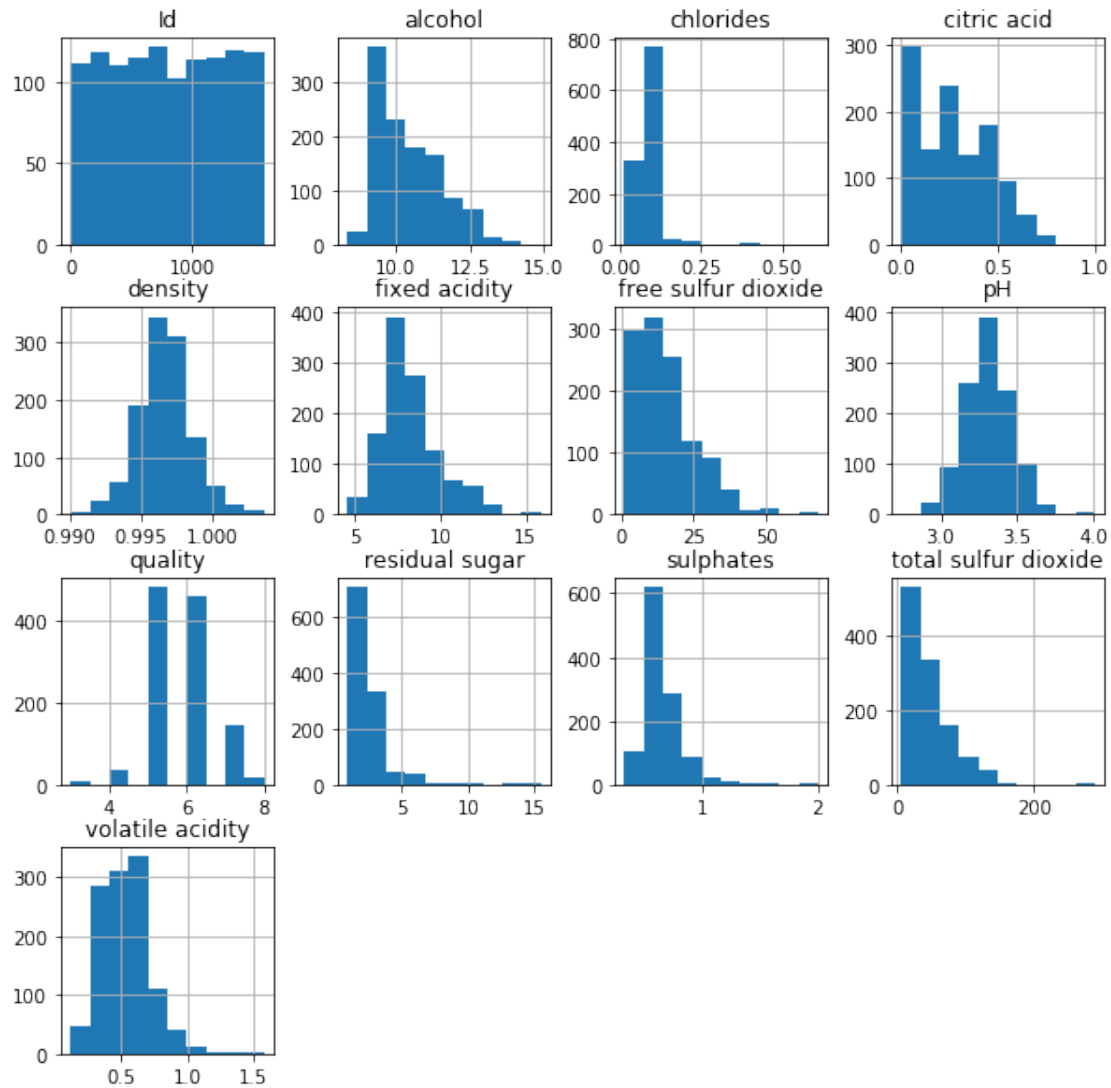 Id alcohol chlorides citric acid
100 50 0 300 200 100 0 800 600 400 200 0 300 200 100 0
0 1000 10.0 12.5 15.0 0.00 0.25 0.50 0.0 0.5 1.0
density fixed acidity free sulfur dioxide pH
300 200 100 0 400 300 200 100 0 300 200 100 0 400 300 200 100 0
0.990 0.995 1.000 5 10 15 0 25 50 3.0 3.5 4.0
quality residual sugar sulphates total sulfur dioxide
400 200 0 600 400 200 0 600 400 200 0 400 200 0
4 6 8 5 10 15 1 2 0 200
volatile acidity
300 200 100 0
0.5 1.0 1.5